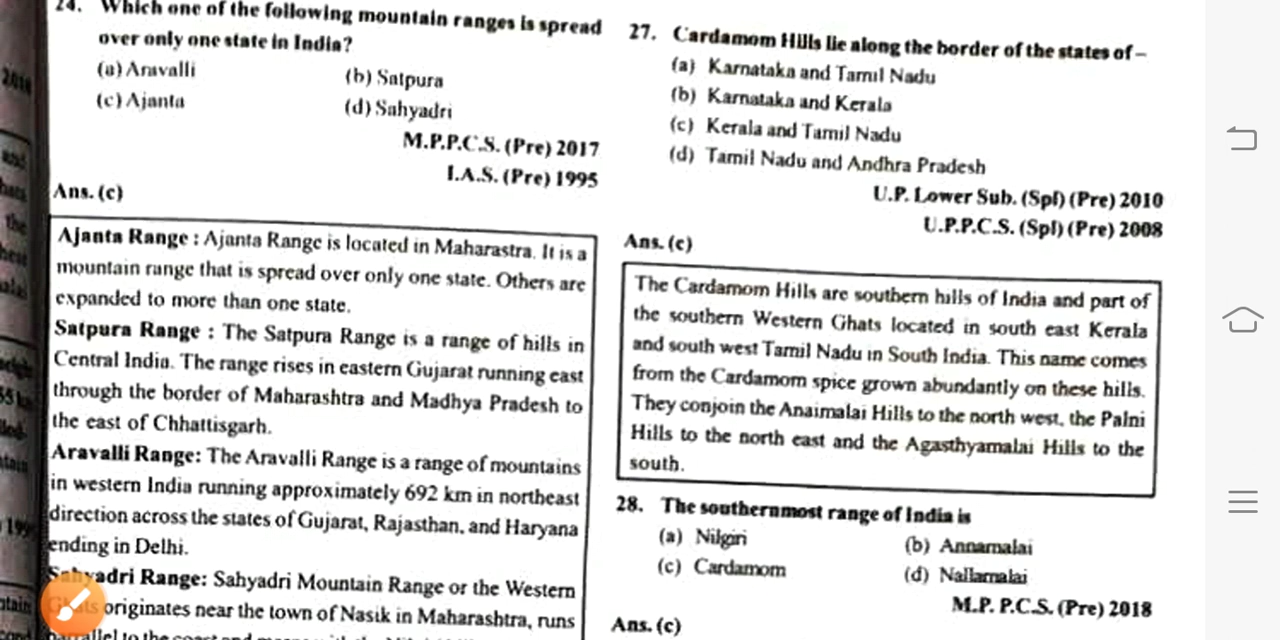 24. Which one of the following mountain ranges is spread
over only one state in India?
(a) Aravalli
(b) Satpura
(c) Ajanta
(d) Sahyadri
M.P.P.C.S. (Pre) 2017
I.A.S. (Pre) 1995
Ans. (c)
Ajanta Range : Ajanta Range is located in Maharastra. It is a
mountain range that is spread over only one state. Others are
expanded to more than one state.
Satpura Range : The Satpura Range is a range of hills in
Central India. The range rises in eastern Gujarat running east
through the border of Maharashtra and Madhya Pradesh to
the east of Chhattisgarh.
Aravalli Range: The Aravalli Range is a range of mountains
in western India running approximately 692 km in northeast
direction across the states of Gujarat, Rajasthan, and Haryana
ending in Delhi.
Sahyadri Range: Sahyadri Mountain Range or the Western
Ghats originates near the town of Nasik in Maharashtra, runs
to the coast and
27. Cardamom Hills lie along the border of the states of –
(a) Karnataka and Tamil Nadu
(b) Karnataka and Kerala
(c) Kerala and Tamil Nadu
(d) Tamil Nadu and Andhra Pradesh
U.P. Lower Sub. (Spl) (Pre) 2010
U.P.P.C.S. (Spl) (Pre) 2008
Ans. (c)
The Cardamom Hills are southern hills of India and part of
the southern Western Ghats located in south east Kerala
and south west Tamil Nadu in South India. This name comes
from the Cardamom spice grown abundantly on these hills.
They conjoin the Anaimalai Hills to the north west, the Palni
Hills to the north east and the Agasthyamalai Hills to the
south.
28. The southernmost range of India is
(a) Nilgiri
(b) Annamalai
(c) Cardamom
(d) Nallamalai
M.P. P.C.S. (Pre) 2018
Ans. (c)